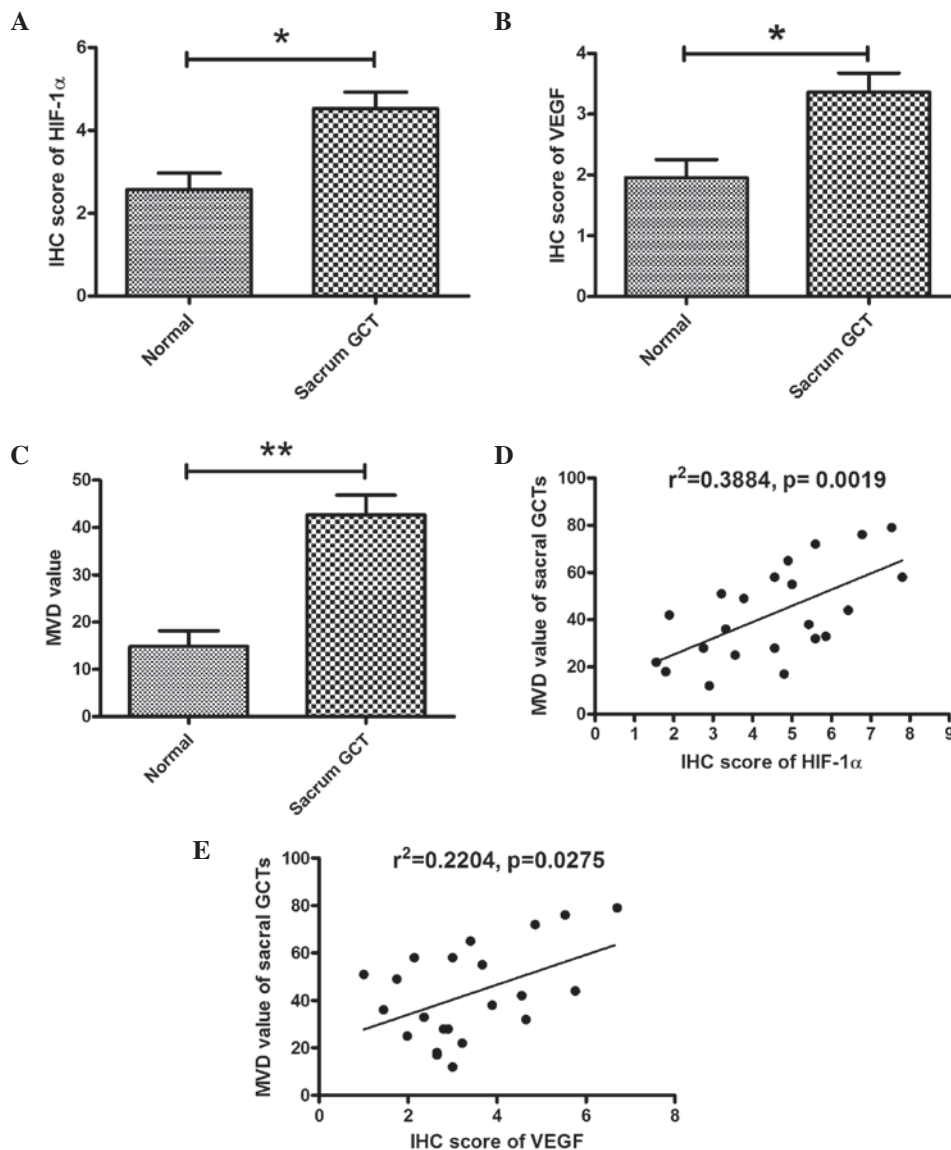 A
*
IHC score of HIF-1α
6
4
2
0
Normal
Sacrum GCT
B
*
IHC score of VEGF
4
3
2
1
0
Normal
Sacrum GCT
C
**
MVD value
50
40
30
20
10
0
Normal
Sacrum GCT
D
r²=0.3884, p= 0.0019
MVD value of sacral GCTs
100
80
60
40
20
0
0 1 2 3 4 5 6 7 8 9
IHC score of HIF-1α
E
r²=0.2204, p=0.0275
MVD value of sacral GCTs
100
80
60
40
20
0
0 2 4 6 8
IHC score of VEGF